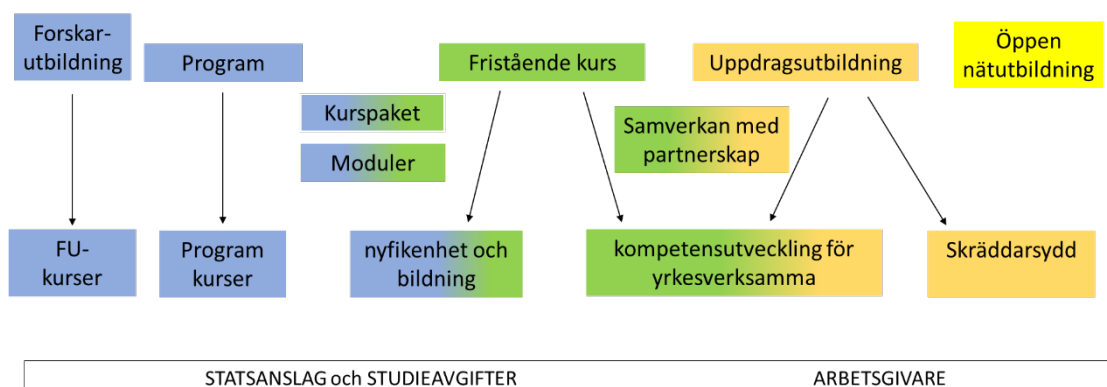 Forskar-
utbildning
Program
Fristående kurs
Uppdragsutbildning
Öppen
nätutbildning
Kurspaket
Moduler
Samverkan med
partnerskap
FU-
kurser
Program
kurser
nyfikenhet och
bildning
kompetensutveckling för
yrkesverksamma
Skräddarsydd
STATSANSLAG och STUDIEAVGIFTER
ARBETSGIVARE